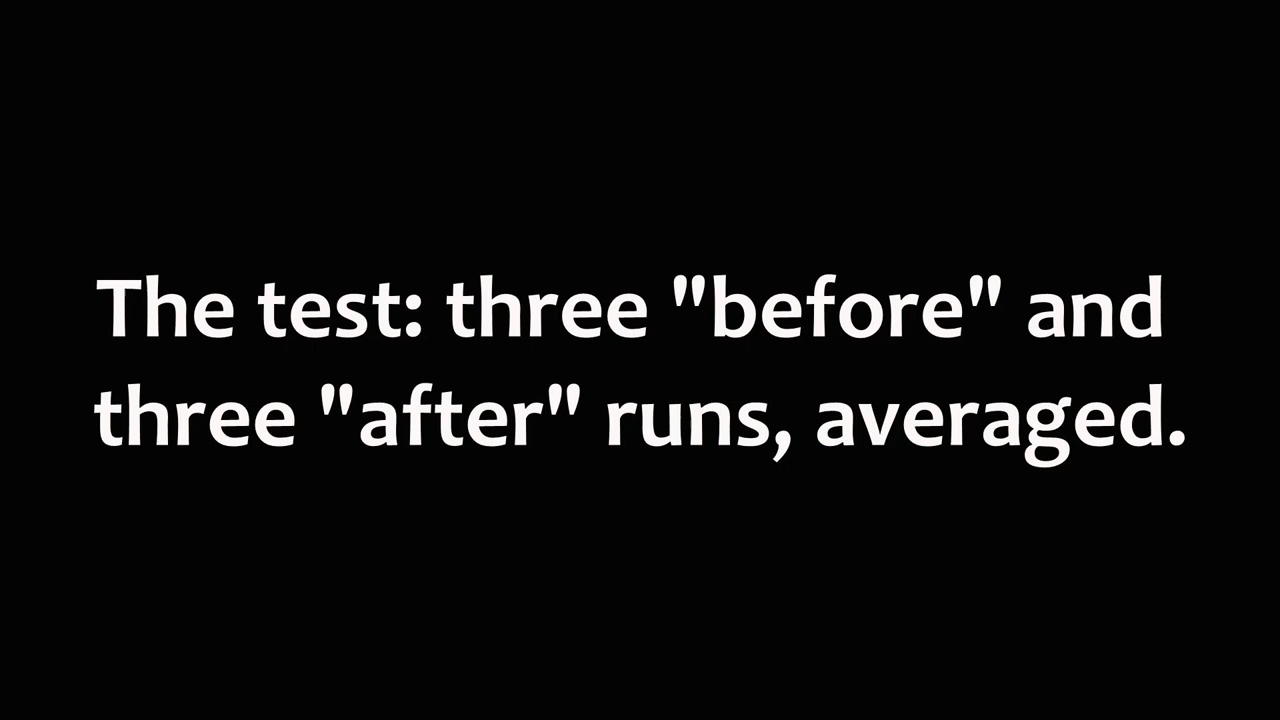 The test: three "before" and
three "after" runs, averaged.